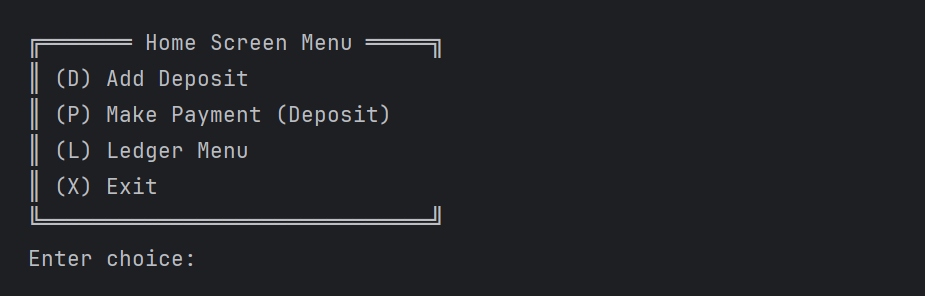 ╔═══════ Home Screen Menu ═════╗
║ (D) Add Deposit
║ (P) Make Payment (Deposit)
║ (L) Ledger Menu
║ (X) Exit
╚══════════════════════════════╝
Enter choice: